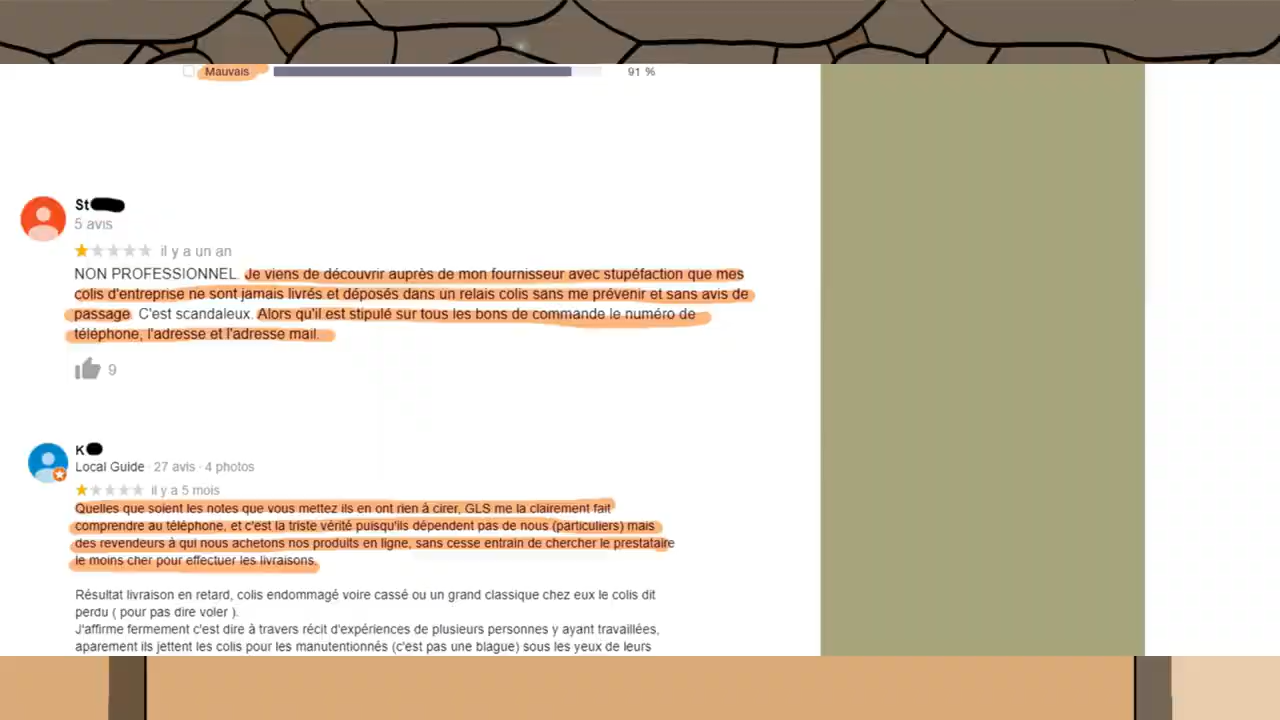 Mauvais 91 %
St
5 avis
il y a un an
NON PROFESSIONNEL. Je viens de découvrir auprès de mon fournisseur avec stupéfaction que mes
colis d'entreprise ne sont jamais livrés et déposés dans un relais colis sans me prévenir et sans avis de
passage. C'est scandaleux. Alors qu'il est stipulé sur tous les bons de commande le numéro de
téléphone, l'adresse et l'adresse mail.
9
K
Local Guide · 27 avis · 4 photos
il y a 5 mois
Quelles que soient les notes que vous mettez ils en ont rien à cirer, GLS me la clairement fait
comprendre au téléphone, et c'est la triste vérité puisqu'ils dépendent pas de nous (particuliers) mais
des revendeurs à qui nous achetons nos produits en ligne, sans cesse entrain de chercher le prestataire
le moins cher pour effectuer les livraisons.
Résultat livraison en retard, colis endommagé voire cassé ou un grand classique chez eux le colis dit
perdu ( pour pas dire voler ).
J'affirme fermement c'est dire à travers récit d'expériences de plusieurs personnes y ayant travaillées,
aparement ils jettent les colis pour les manutentionnés (c'est pas une blague) sous les yeux de leurs